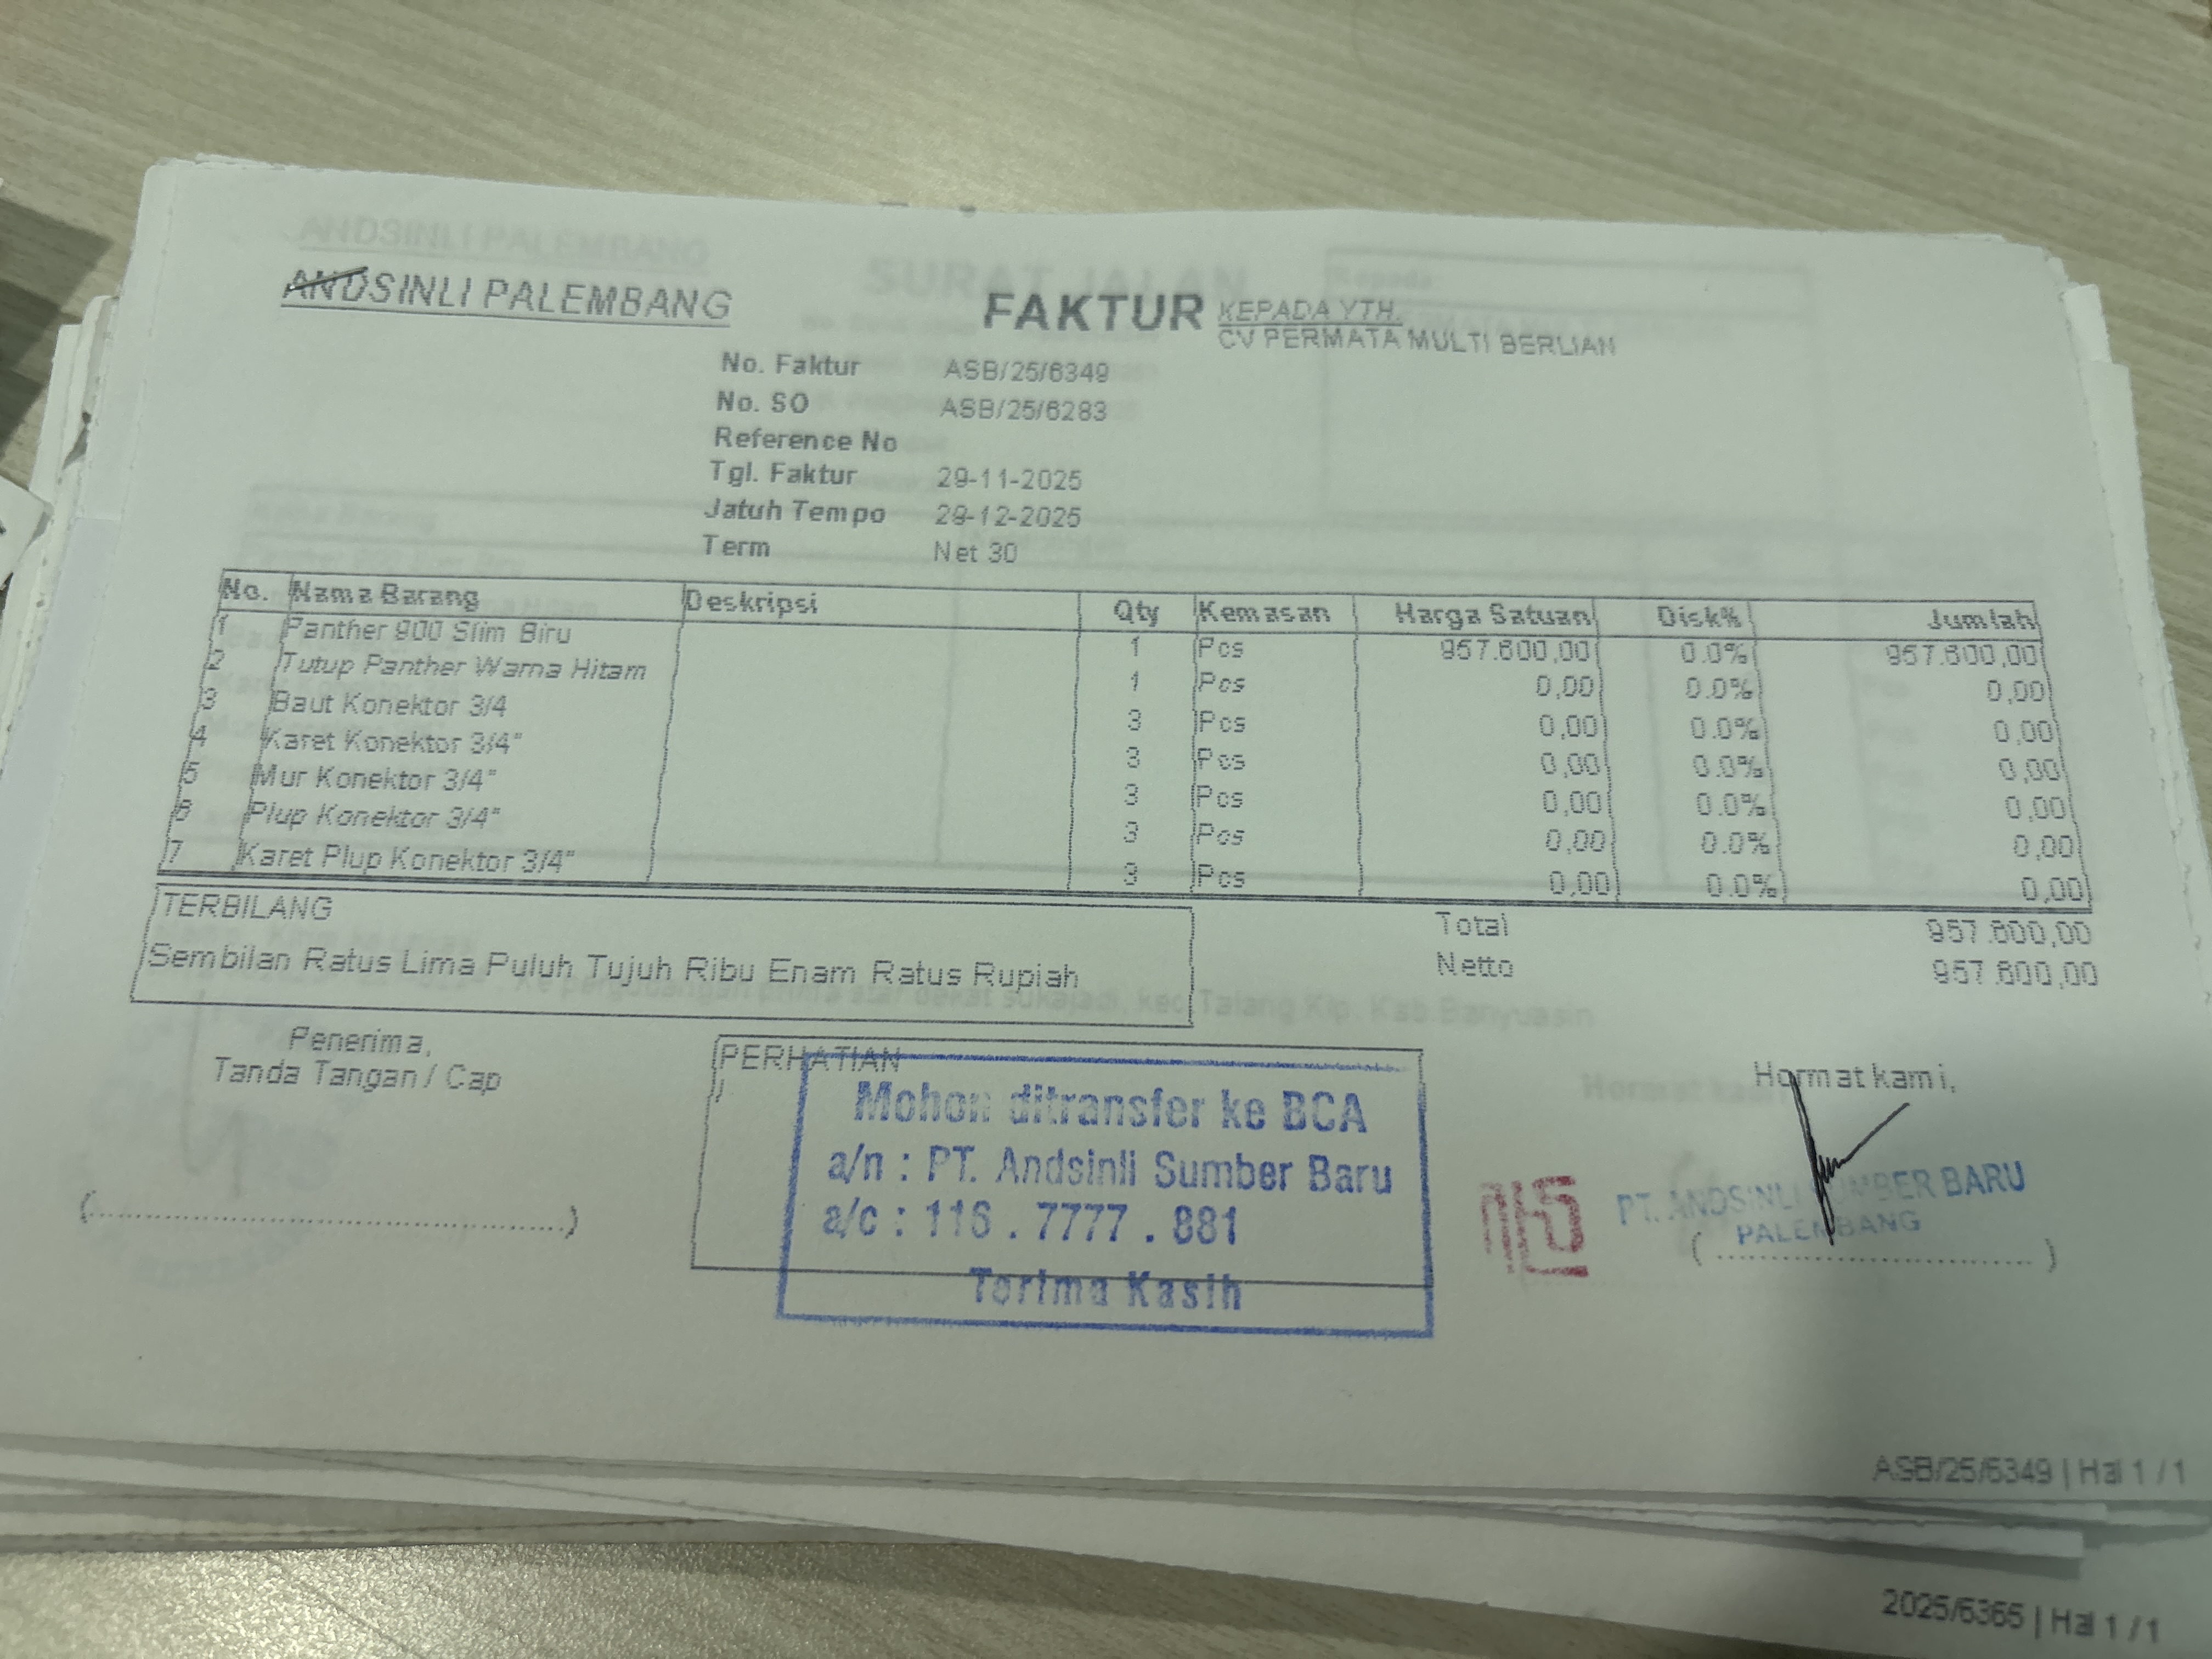 ANDSINLI PALEMBANG
FAKTUR
KEPADA YTH.
CV PERMATA MULTI BERLIAN
No. Faktur ASB/25/6349
No. SO ASB/25/6283
Reference No
Tgl. Faktur 29-11-2025
Jatuh Tempo 29-12-2025
Term Net 30
No. Nama Barang Deskripsi Qty Kemasan Harga Satuan Disk% Jumlah
1 Panther 900 Slim Biru 1 Pcs 957.600,00 0.0% 957.600,00
2 Tutup Panther Warna Hitam 1 Pcs 0,00 0.0% 0,00
3 Baut Konektor 3/4 3 Pcs 0,00 0.0% 0,00
4 Karet Konektor 3/4" 3 Pcs 0,00 0.0% 0,00
5 Mur Konektor 3/4" 3 Pcs 0,00 0.0% 0,00
6 Plup Konektor 3/4" 3 Pcs 0,00 0.0% 0,00
7 Karet Plup Konektor 3/4" 3 Pcs 0,00 0.0% 0,00
TERBILANG
Sembilan Ratus Lima Puluh Tujuh Ribu Enam Ratus Rupiah
Total 957.600,00
Netto 957.600,00
Penerima,
Tanda Tangan / Cap
PERHATIAN
Mohon ditransfer ke BCA
a/n : PT. Andsinli Sumber Baru
a/c : 116 . 7777 . 881
Terima Kasih
Hormat kami,
PT. ANDSINLI SUMBER BARU
PALEMBANG
ASB/25/6349 | Hal 1 / 1
2025/6365 | Hal 1 / 1